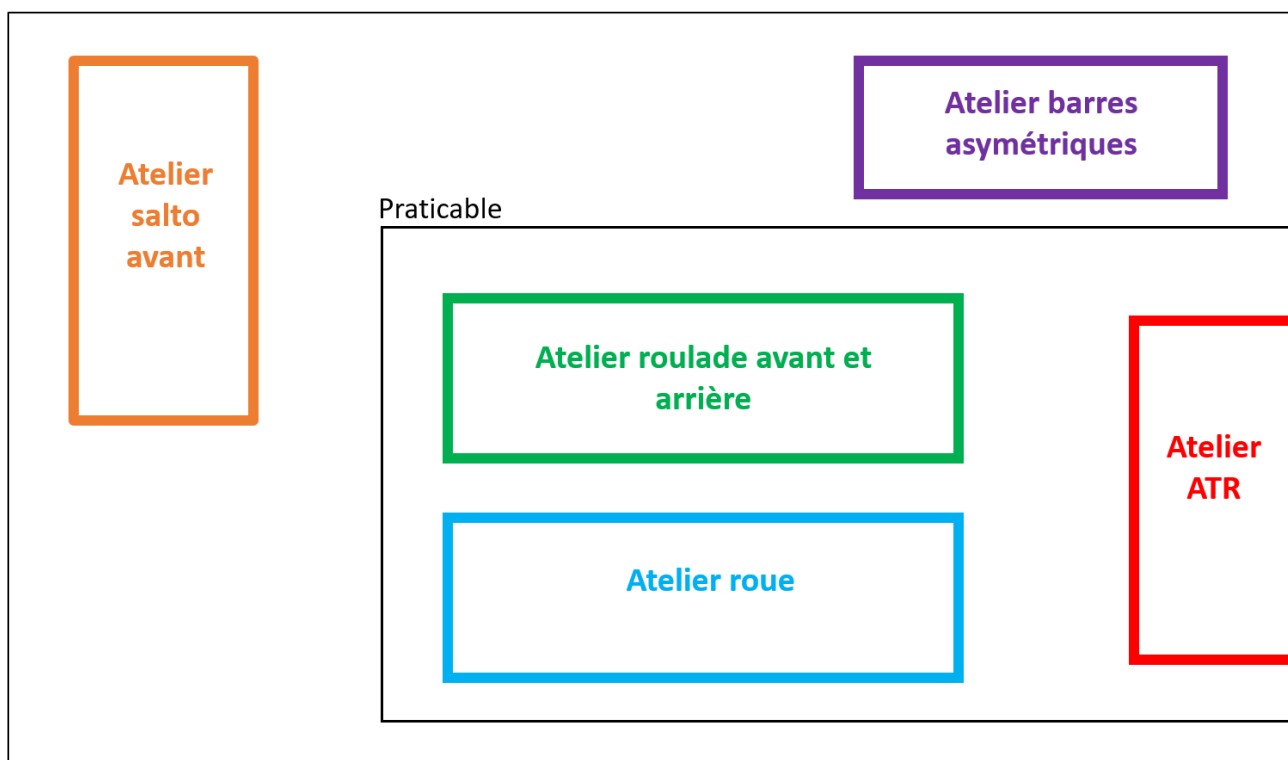 Atelier barres
asymétriques
Atelier
salto
avant
Praticable
Atelier roulade avant et
arrière
Atelier
ATR
Atelier roue